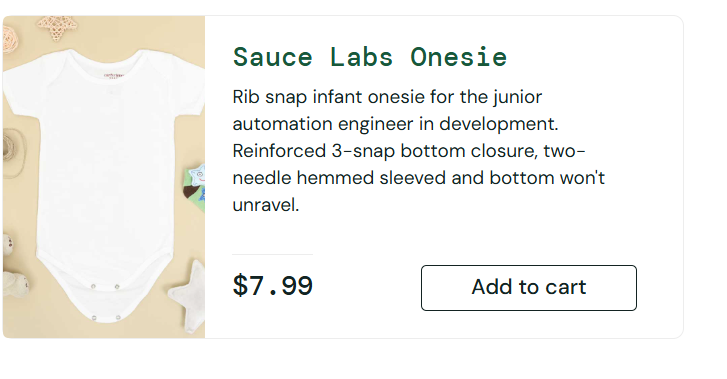 Sauce Labs Onesie
Rib snap infant onesie for the junior
automation engineer in development.
Reinforced 3-snap bottom closure, two-
needle hemmed sleeved and bottom won't
unravel.
$7.99
Add to cart